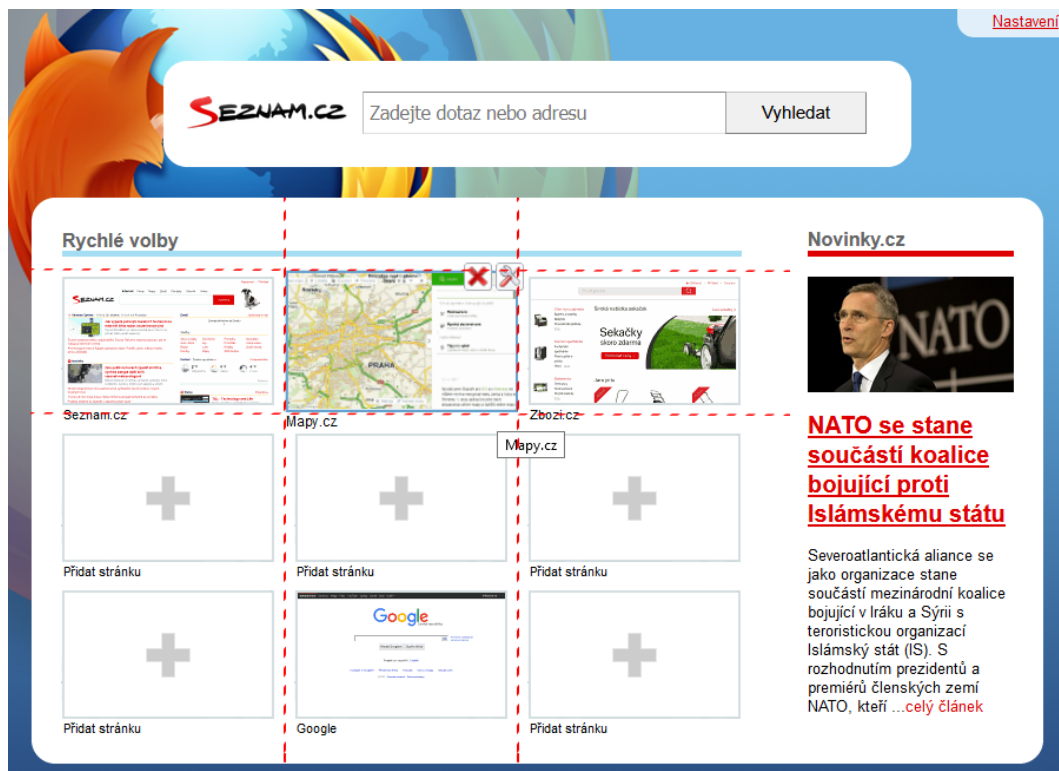 Nastavení
SEZNAM.CZ
Zadejte dotaz nebo adresu
Vyhledat
Rychlé volby
Novinky.cz
SEZNAM.CZ
PRAHA
Sekačky
skoro zdarma
NATO
Seznam.cz
Mapy.cz
Zbozi.cz
Mapy.cz
NATO se stane
součástí koalice
bojující proti
Islámskému státu
Přidat stránku
Přidat stránku
Přidat stránku
Severoatlantická aliance se
jako organizace stane
součástí mezinárodní koalice
bojující v Iráku a Sýrii s
teroristickou organizací
Islámský stát (IS). S
rozhodnutím prezidentů a
premiérů členských zemí
NATO, kteří ...celý článek
Google
Přidat stránku
Google
Přidat stránku